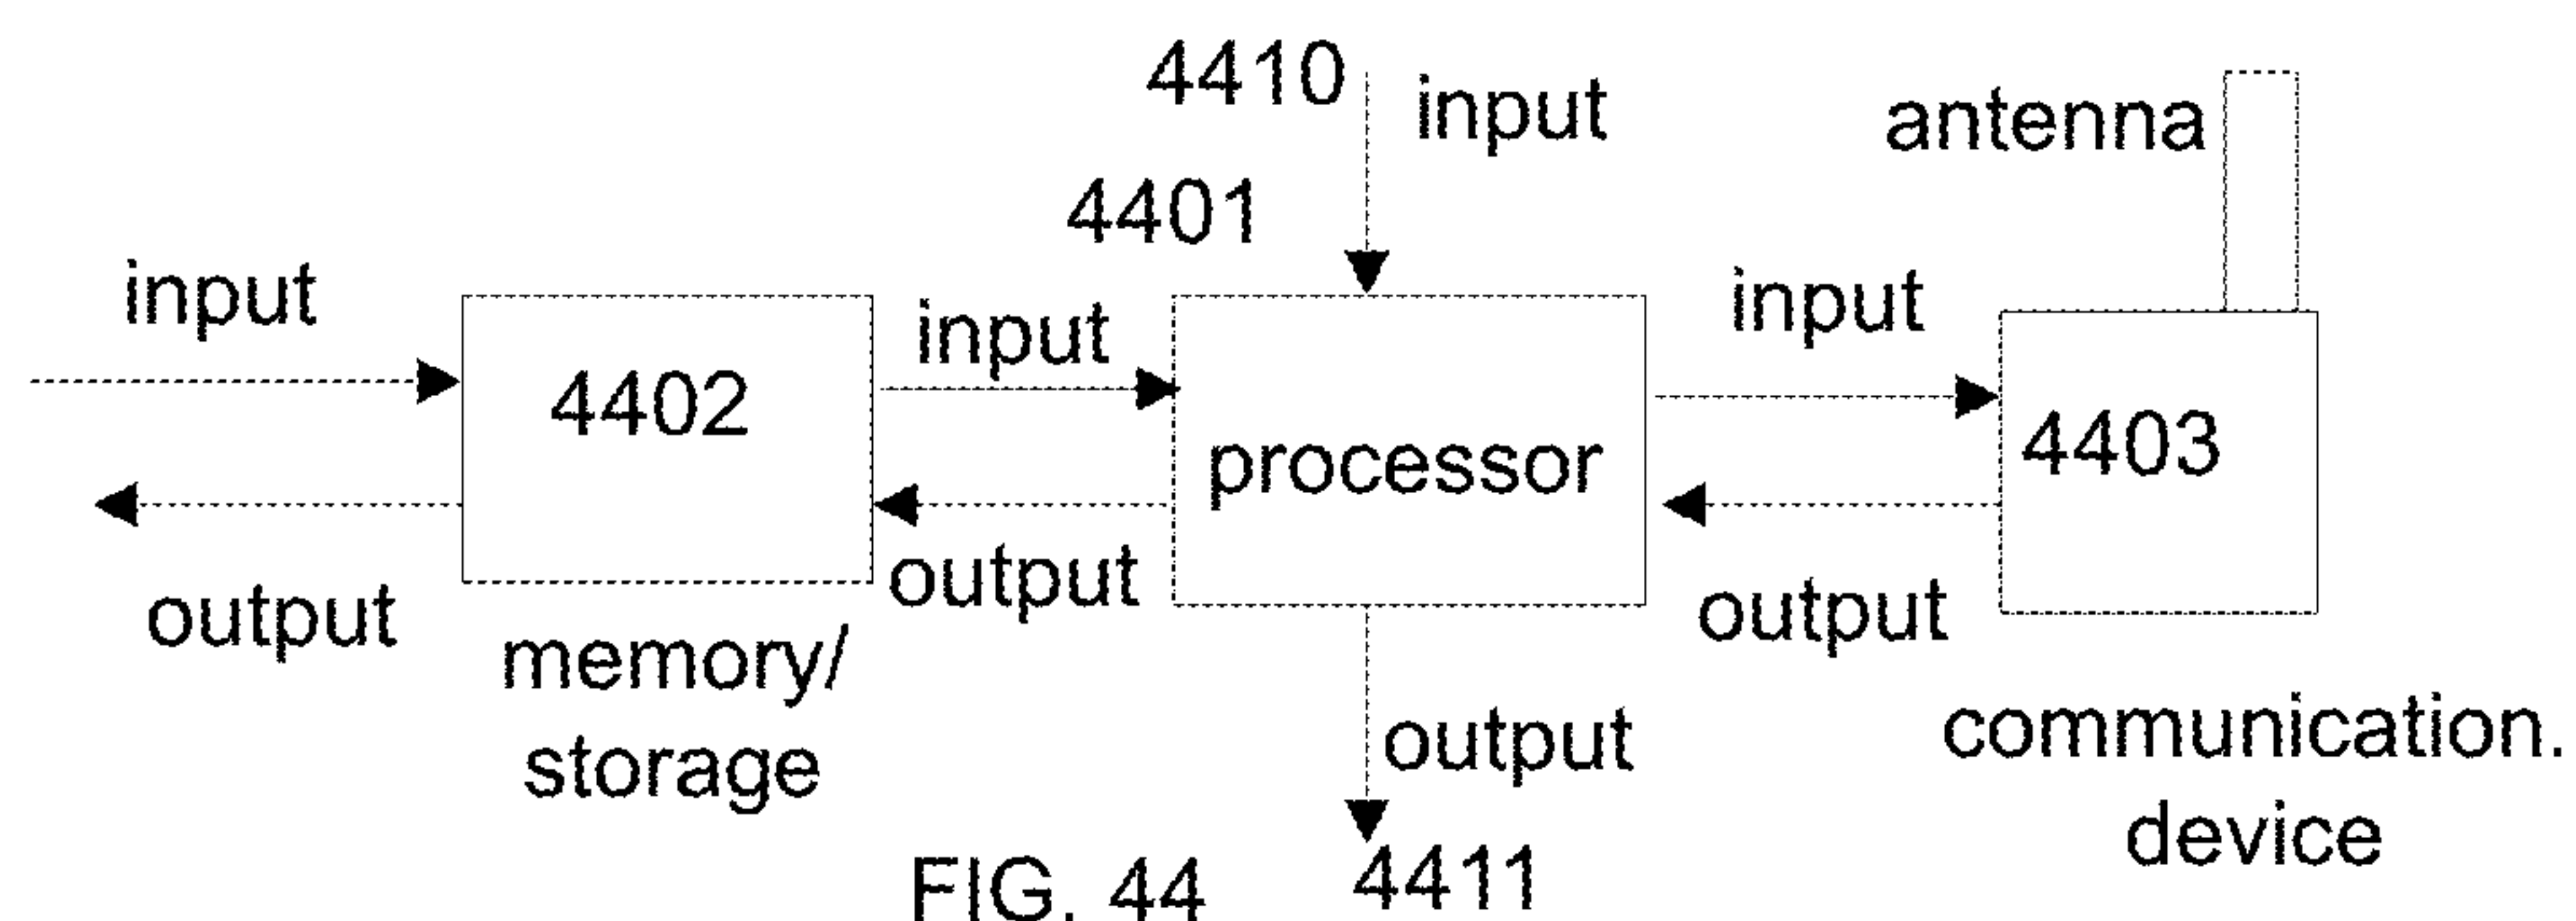 4410
input
antenna
4401
input
input
input
4402
processor
4403
output
output
output
memory/
storage
output
communication.
device
FIG. 44
4411